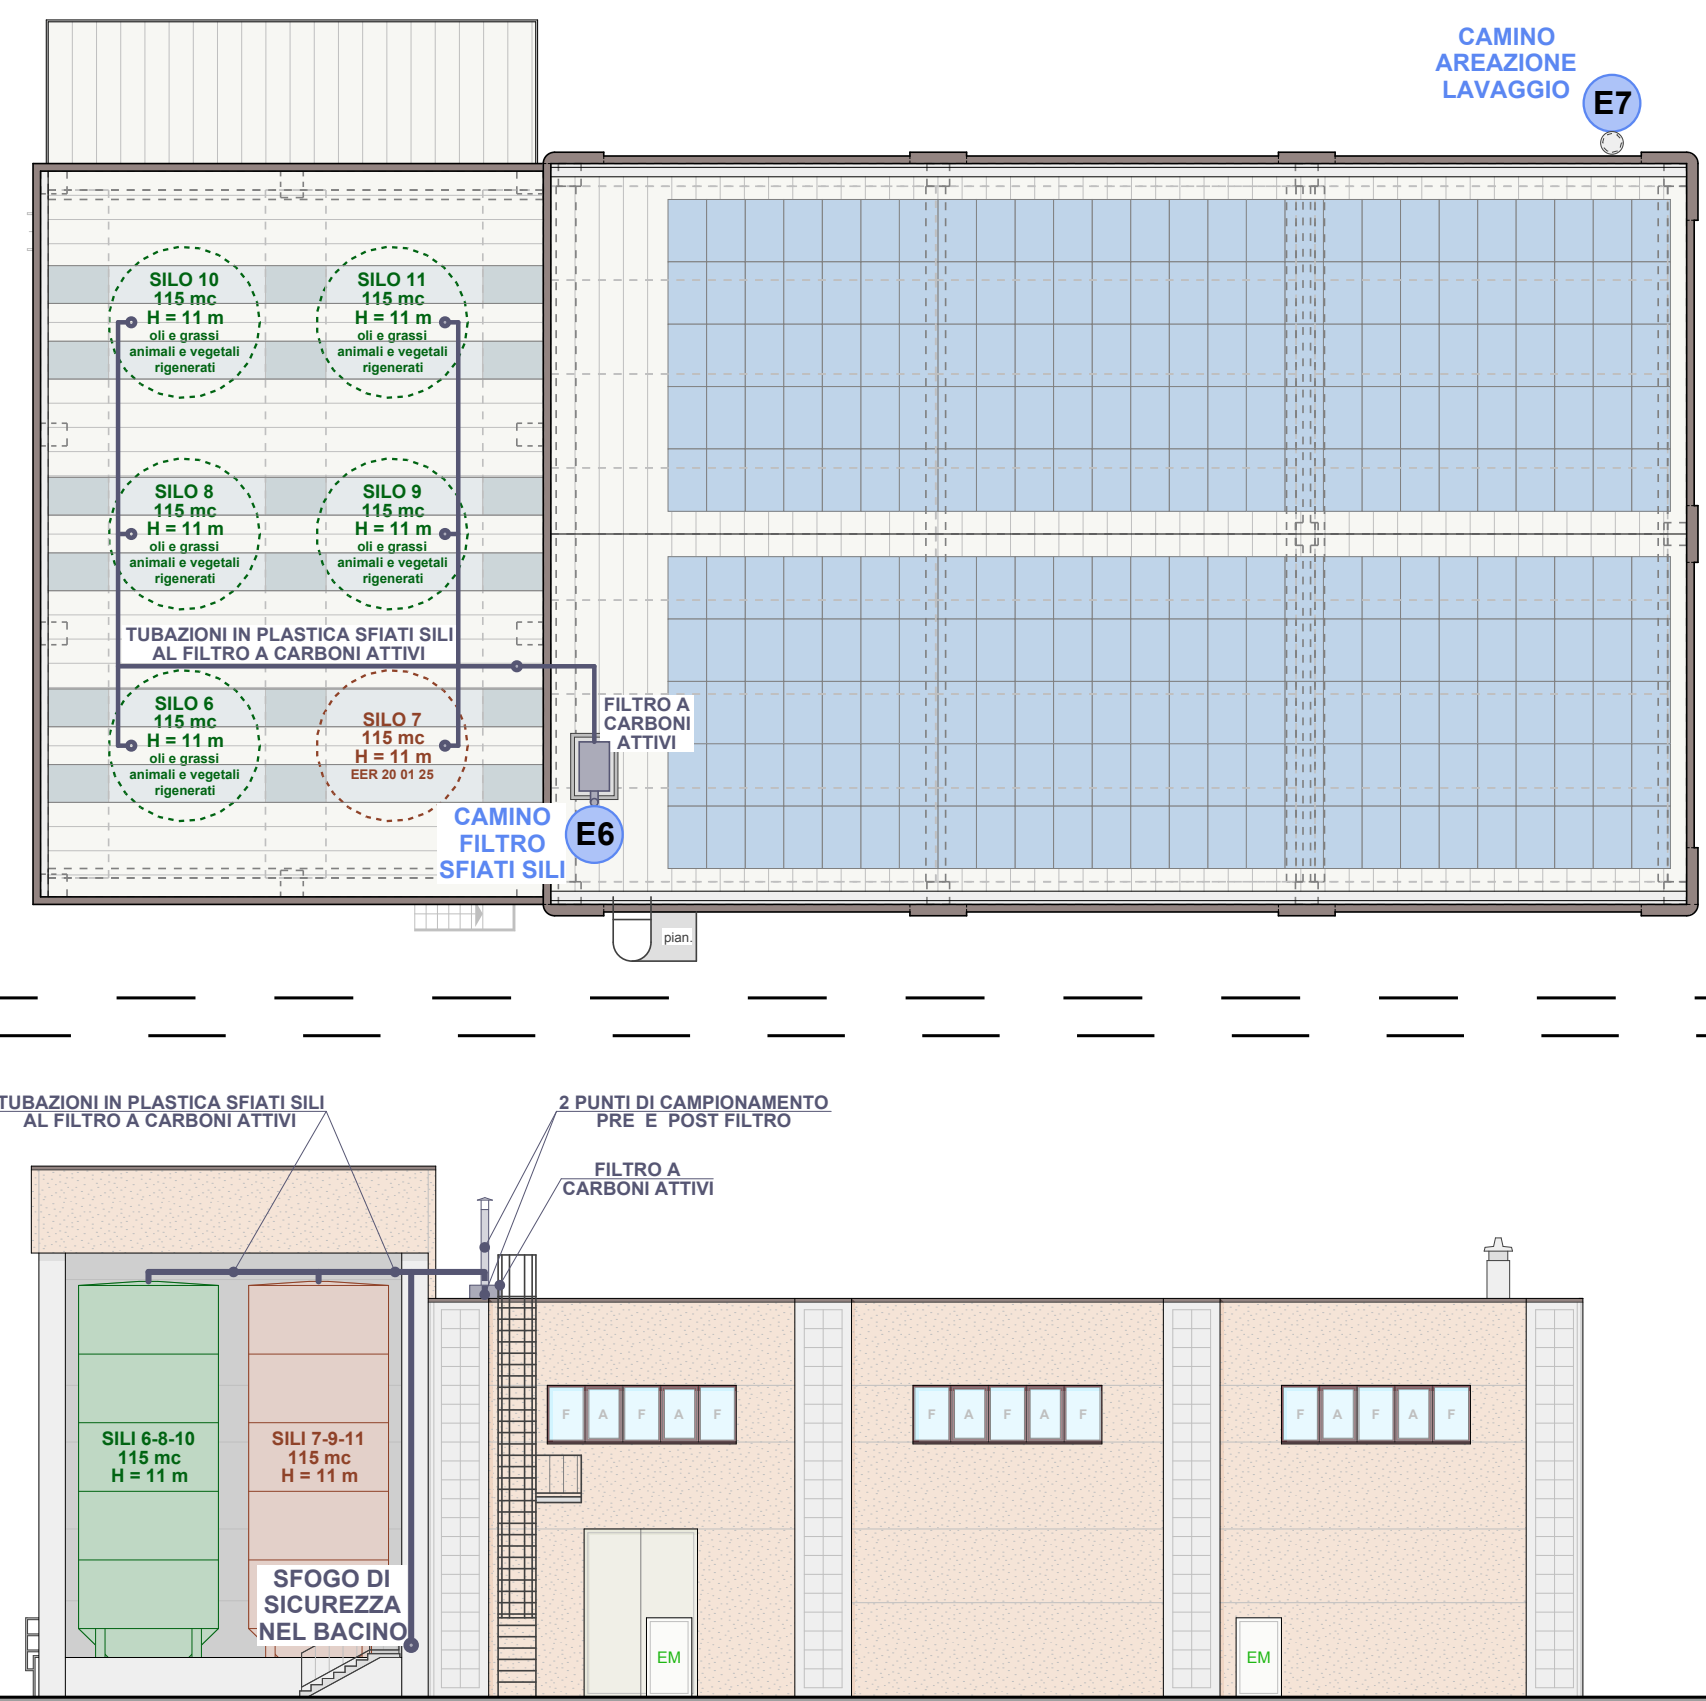 CAMINO
AREAZIONE
LAVAGGIO
E7
SILO 10
115 mc
H = 11 m
oli e grassi
animali e vegetali
rigenerati
SILO 11
115 mc
H = 11 m
oli e grassi
animali e vegetali
rigenerati
SILO 8
115 mc
H = 11 m
oli e grassi
animali e vegetali
rigenerati
SILO 9
115 mc
H = 11 m
oli e grassi
animali e vegetali
rigenerati
TUBAZIONI IN PLASTICA SFIATI SILI
AL FILTRO A CARBONI ATTIVI
SILO 6
115 mc
H = 11 m
oli e grassi
animali e vegetali
rigenerati
SILO 7
115 mc
H = 11 m
EER 20 01 25
FILTRO A
CARBONI
ATTIVI
CAMINO
FILTRO
SFIATI SILI
E6
pian.
TUBAZIONI IN PLASTICA SFIATI SILI
AL FILTRO A CARBONI ATTIVI
2 PUNTI DI CAMPIONAMENTO
PRE E POST FILTRO
FILTRO A
CARBONI ATTIVI
F A F A F
F A F A F
F A F A F
SILI 6-8-10
115 mc
H = 11 m
SILI 7-9-11
115 mc
H = 11 m
SFOGO DI
SICUREZZA
NEL BACINO
EM
EM